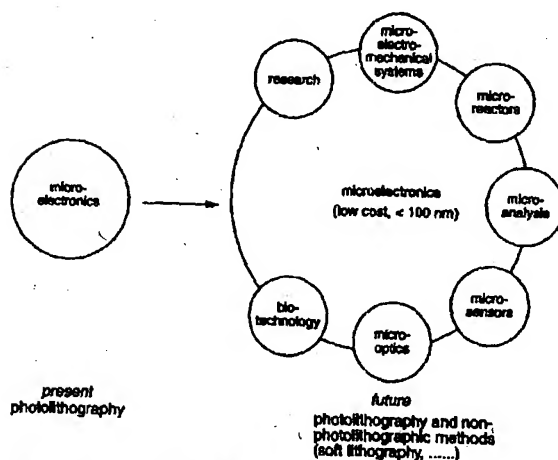 micro-
electro-
mechanical
systems
research
micro-
reactors
micro-
electronics
microelectronics
(low cost, < 100 nm)
micro-
analysis
bio-
technology
micro-
optics
micro-
sensors
present
photolithography
future
photolithography and non-
photolithographic methods
(soft lithography, ......)